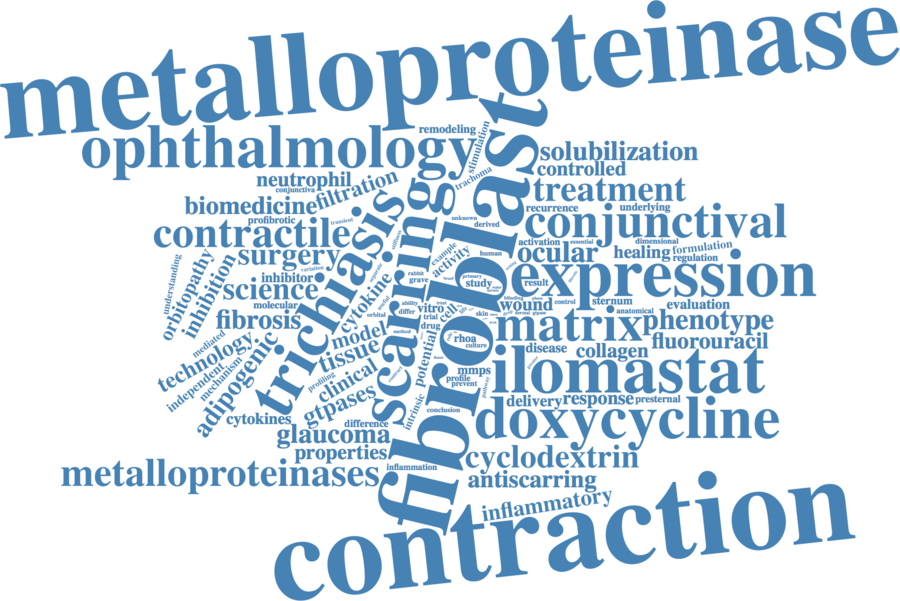 metalloproteinase
ophthalmology
remodeling
stimulation
trachoma
neutrophil
conjunctiva
filtration
biomedicine
profibrotic
transient
contractile
surgery
variation
understanding
orbitopathy
inhibition
inhibitor
science
molecular
fibrosis
mediated
technology
independent
mechanism
adipogenic
cytokines
trichiasis
cytokine
model
tissue
profiling
clinical
gtpases
difference
glaucoma
properties
metalloproteinases
inflammation
scarring
fibroblast
solubilization
controlled
treatment
recurrence
underlying
unknown
derived
conjunctival
activation
essential
dimensional
ocular
healing
formulation
regulation
example
activity
human
rabbit
grave
primary
study
expression
result
wound
bleeding
control
sternum
anatomical
evaluation
ability
differ
vitro
trial
drug
cell
skin
dermal
gtpase
orbital
method
matrix
phenotype
fluorouracil
rhoa
culture
potential
disease
collagen
mmps
profile
prevent
ilomastat
intrinsic
conclusion
delivery
response
presternal
doxycycline
cyclodextrin
antiscarring
inflammatory
contraction